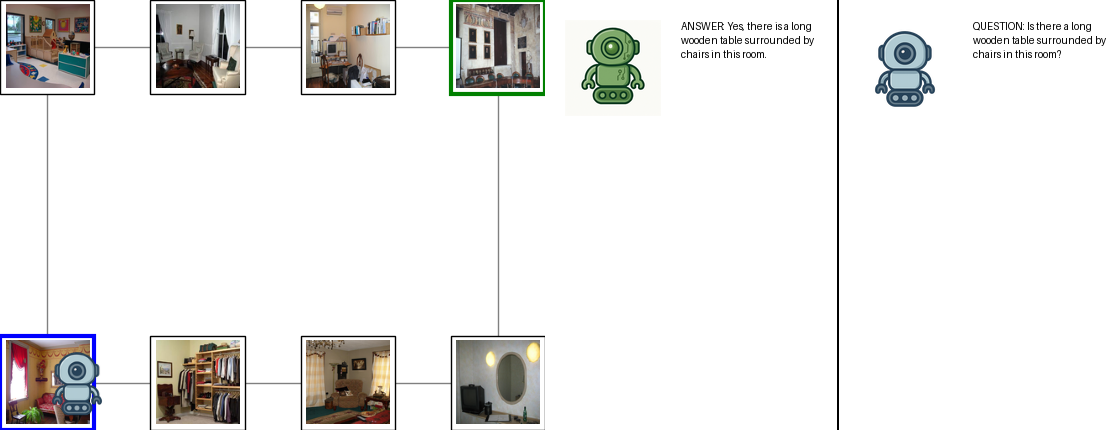 ANSWER: Yes, there is a long
wooden table surrounded by
chairs in this room.
QUESTION: Is there a long
wooden table surrounded by
chairs in this room?